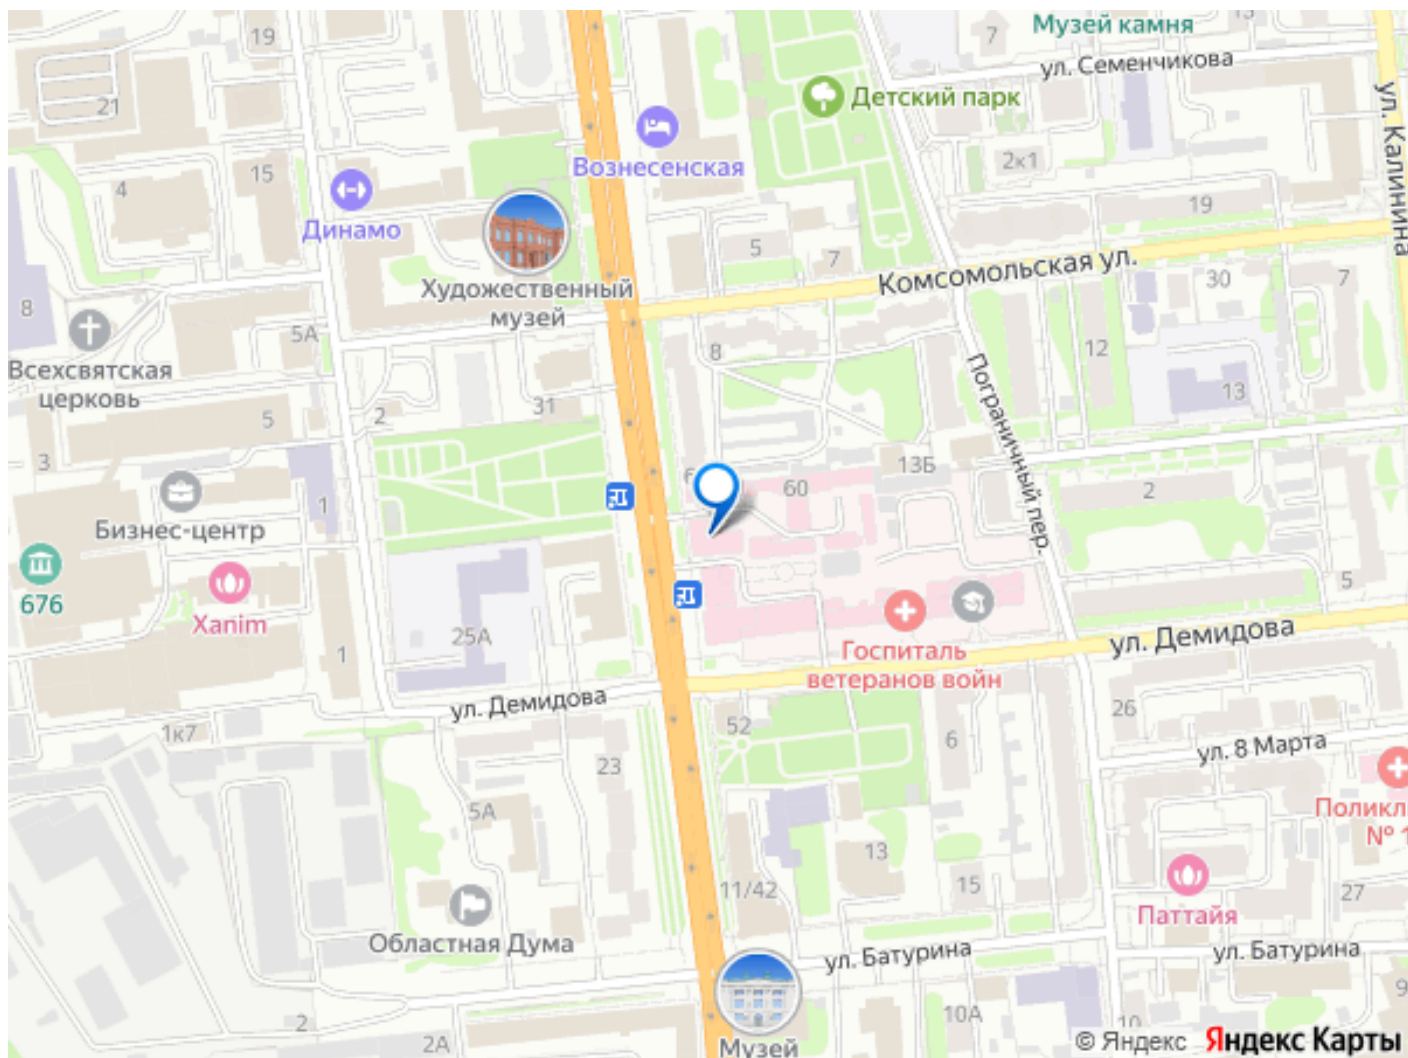 Музей камня
19
7
ул. Семенчикова
21
Детский парк
ул. Калинина
Вознесенская
2к1
15
4
Динамо
19
5
7
Комсомольская ул.
30
7
Художественный
музей
8
5А
Всехсвятская
церковь
8
12
Пограничный пер.
13
2
31
5
3
13Б
60
2
1
Бизнес-центр
676
Xanim
5
25А
1
Госпиталь
ветеранов войн
ул. Демидова
ул. Демидова
26
52
6
1к7
ул. 8 Марта
23
5А
Поликл
№ 1
13
11/42
15
27
Паттайя
Областная Дума
ул. Батурина
ул. Батурина
9
10А
10
2
2А
Музей
© Яндекс Яндекс Карты